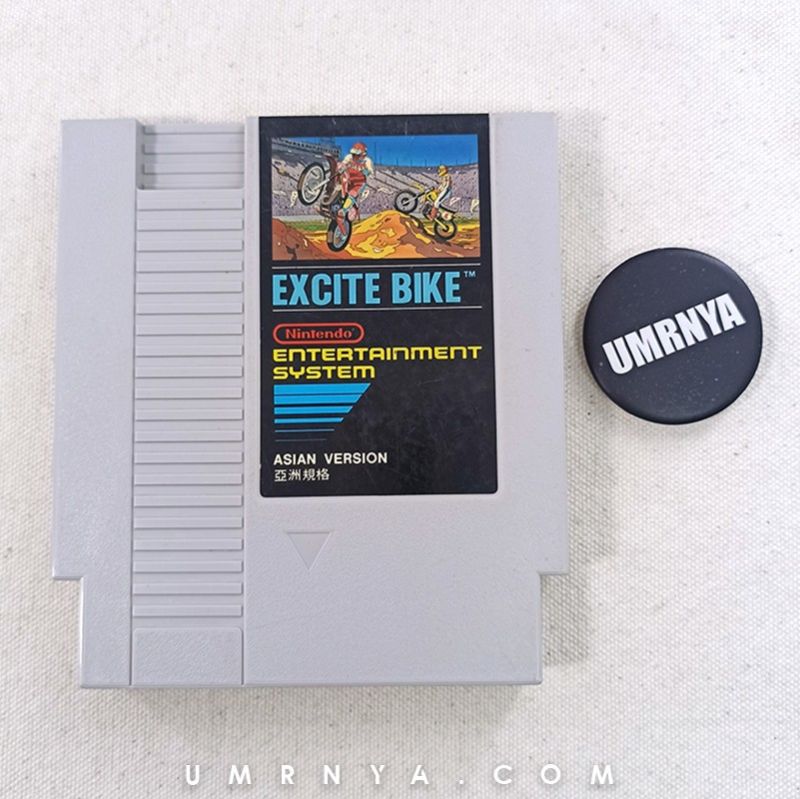 EXCITE BIKE™
Nintendo®
ENTERTAINMENT
SYSTEM
ASIAN VERSION
亞洲規格
UMRNYA
UMRNYA.COM